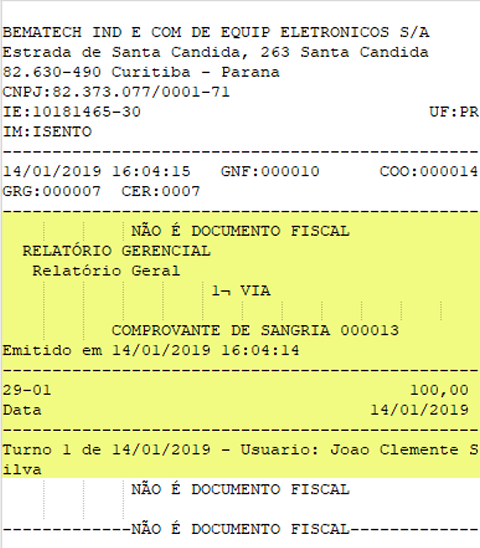 BEMATECH IND E COM DE EQUIP ELETRONICOS S/A
Estrada de Santa Candida, 263 Santa Candida
82.630-490 Curitiba - Parana
CNPJ:82.373.077/0001-71
IE:10181465-30 UF:PR
IM:ISENTO
------------------------------------------------
14/01/2019 16:04:15 GNF:000010 COO:000014
GRG:000007 CER:0007
------------------------------------------------
NÃO É DOCUMENTO FISCAL
RELATÓRIO GERENCIAL
Relatório Geral
1¬ VIA
COMPROVANTE DE SANGRIA 000013
Emitido em 14/01/2019 16:04:14
------------------------------------------------
29-01 100,00
Data 14/01/2019
------------------------------------------------
Turno 1 de 14/01/2019 - Usuario: Joao Clemente S
ilva
NÃO É DOCUMENTO FISCAL
-------------NÃO É DOCUMENTO FISCAL-------------